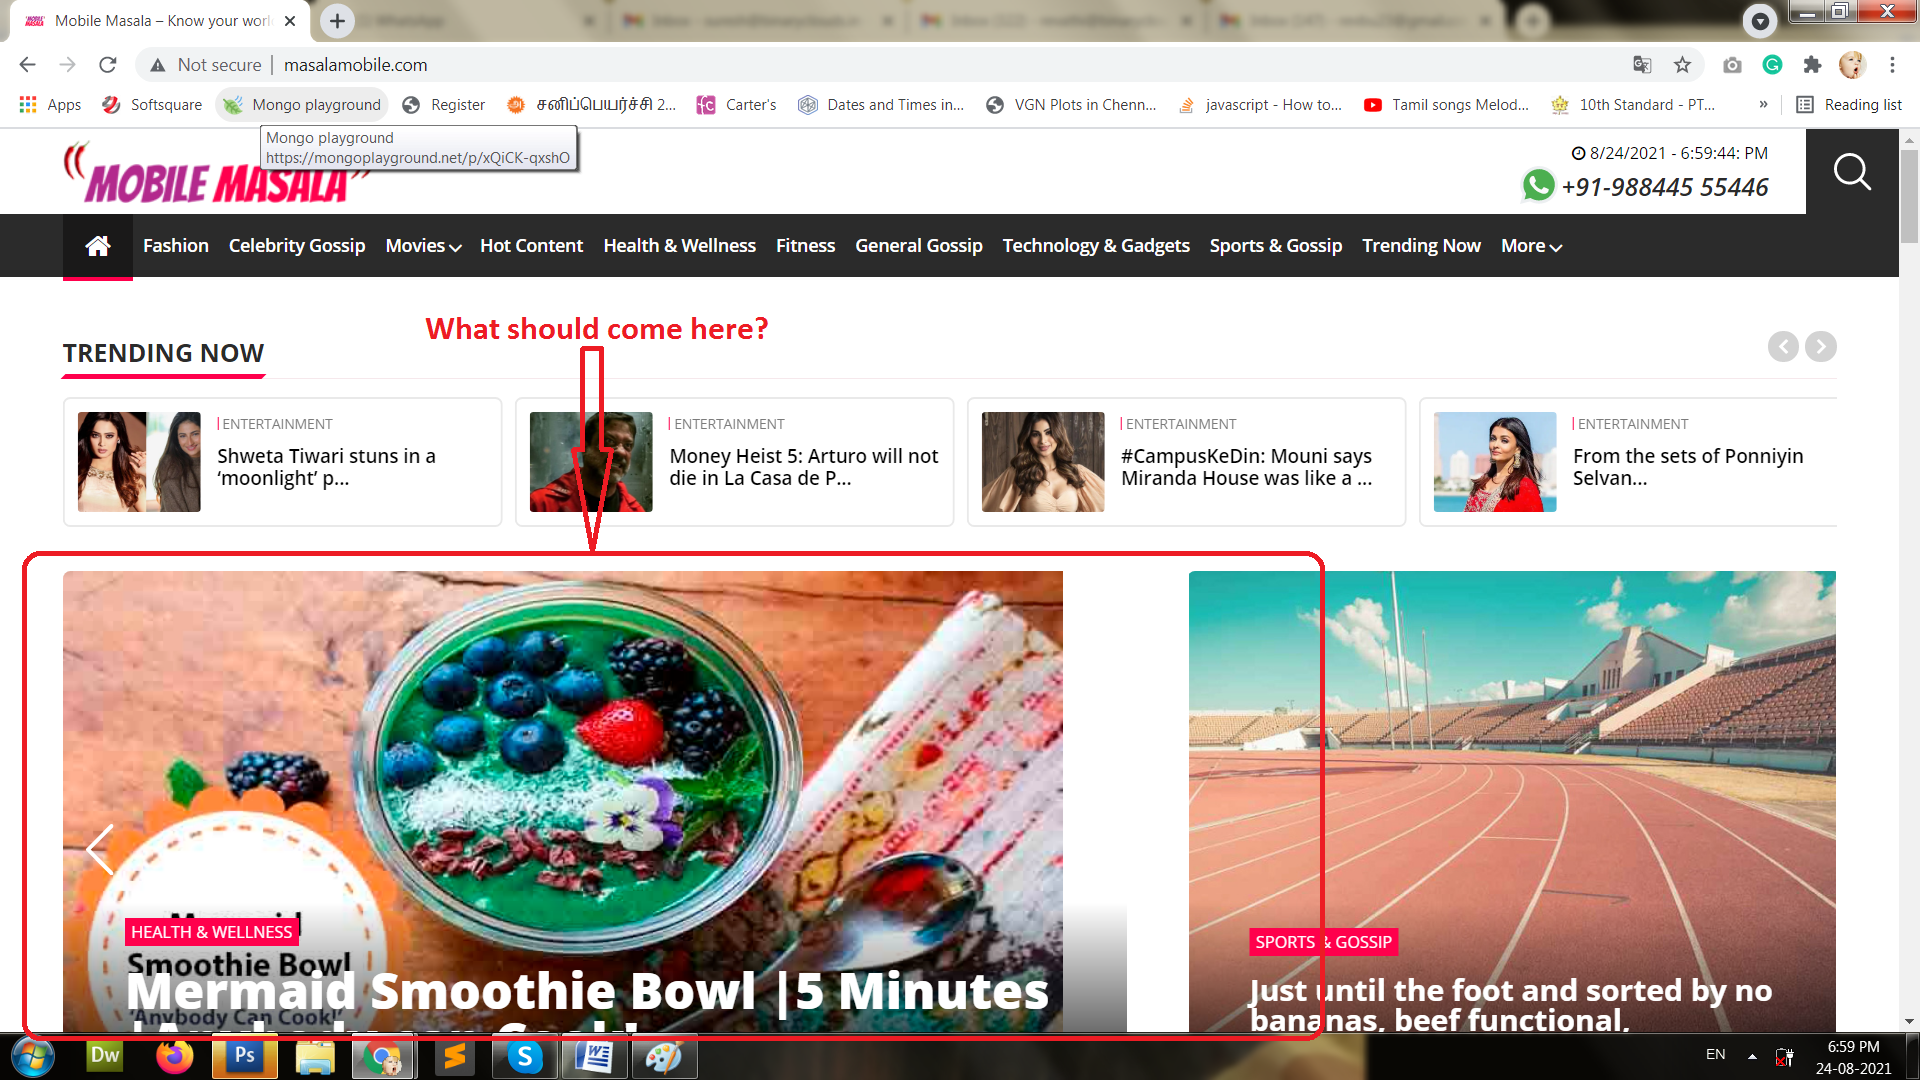 Mobile Masala – Know your worl
Not secure | masalamobile.com
Apps Softsquare Mongo playground Register சனிப்பெயர்ச்சி 2... Carter's Dates and Times in... VGN Plots in Chenn... javascript - How to... Tamil songs Melod... 10th Standard - PT... » Reading list
Mongo playground
https://mongoplayground.net/p/xQiCK-qxshO
MOBILE MASALA
8/24/2021 - 6:59:44: PM
+91-988445 55446
Fashion Celebrity Gossip Movies Hot Content Health & Wellness Fitness General Gossip Technology & Gadgets Sports & Gossip Trending Now More
What should come here?
TRENDING NOW
ENTERTAINMENT
Shweta Tiwari stuns in a
‘moonlight’ p...
ENTERTAINMENT
Money Heist 5: Arturo will not
die in La Casa de P...
ENTERTAINMENT
#CampusKeDin: Mouni says
Miranda House was like a ...
ENTERTAINMENT
From the sets of Ponniyin
Selvan...
HEALTH & WELLNESS
Smoothie Bowl
Mermaid Smoothie Bowl |5 Minutes
'Anybody Can Cook!'
SPORTS & GOSSIP
Just until the foot and sorted by no
bananas, beef functional,
Dw Ps S W
EN
6:59 PM
24-08-2021